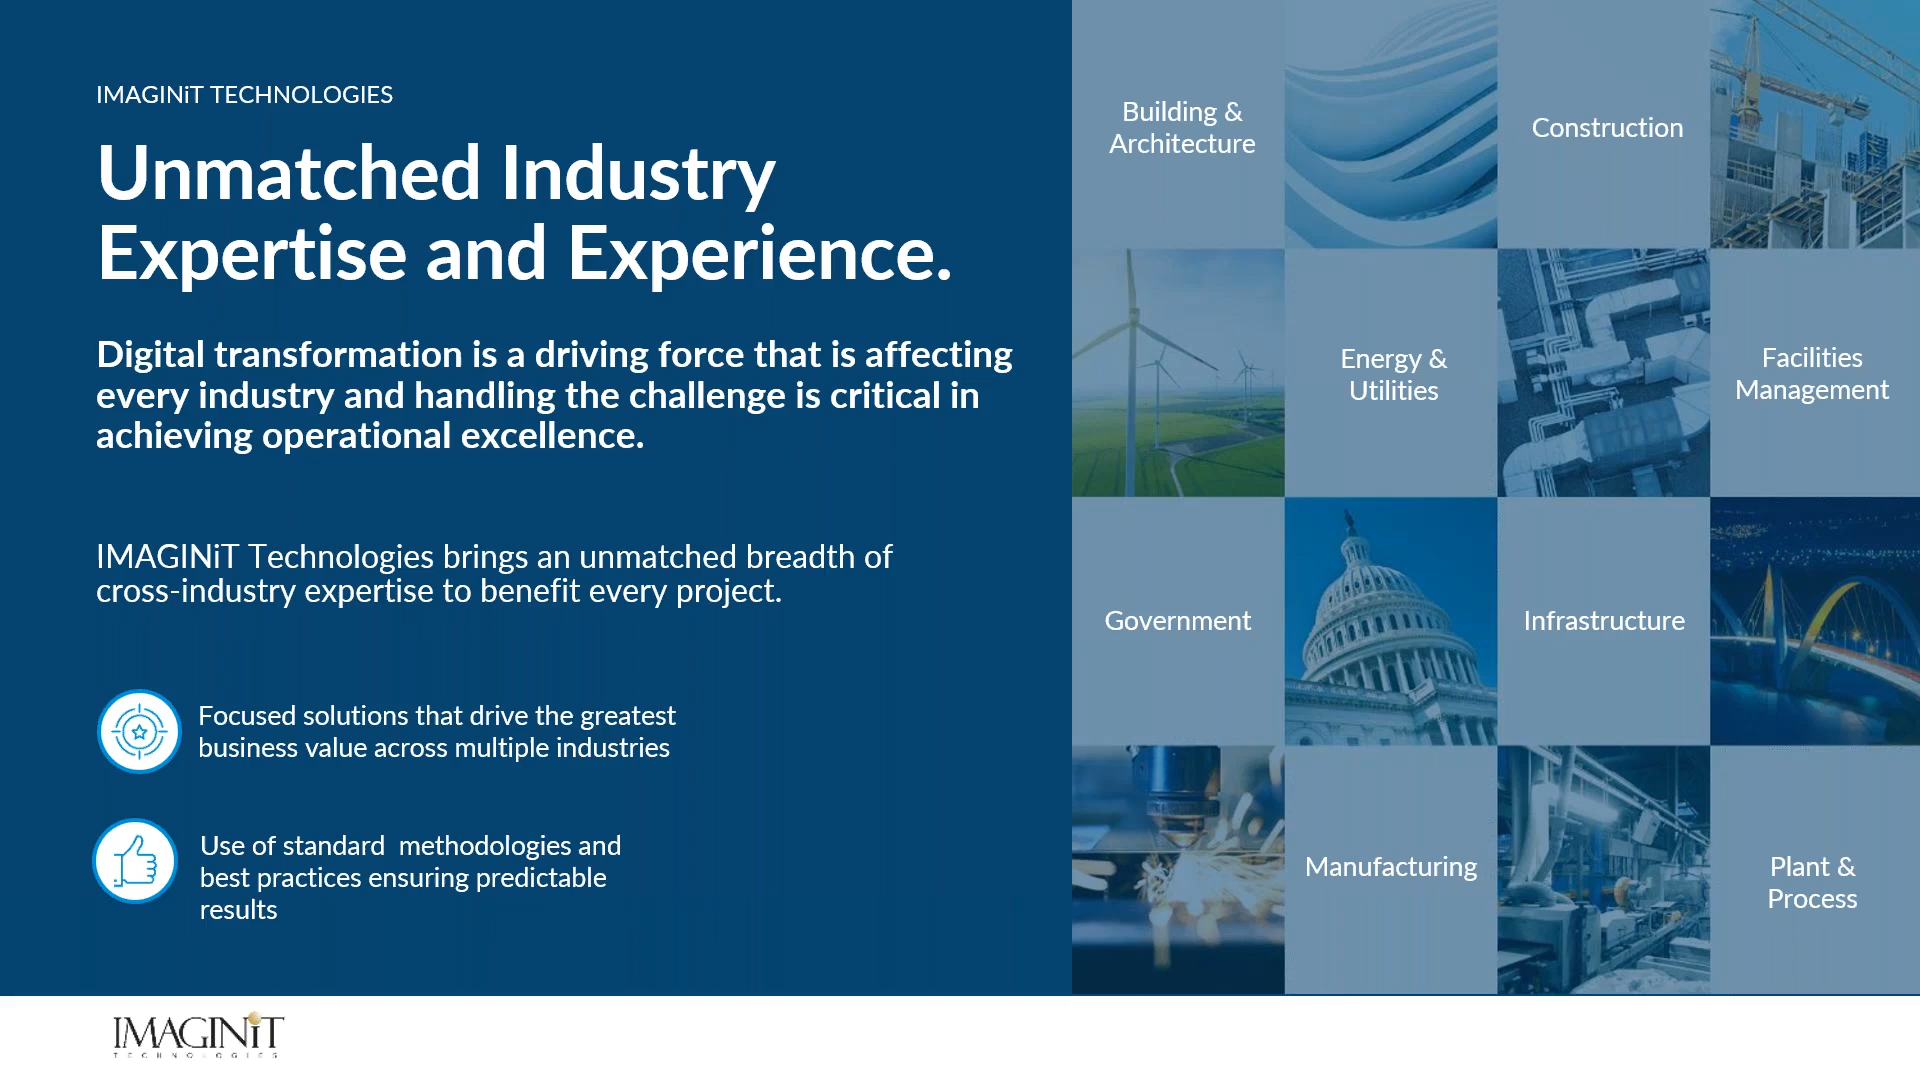 IMAGINiT TECHNOLOGIES
Unmatched Industry
Expertise and Experience.
Digital transformation is a driving force that is affecting
every industry and handling the challenge is critical in
achieving operational excellence.
IMAGINiT Technologies brings an unmatched breadth of
cross-industry expertise to benefit every project.
Focused solutions that drive the greatest
business value across multiple industries
Use of standard  methodologies and
best practices ensuring predictable
results
Building &
Architecture
Construction
Energy &
Utilities
Facilities
Management
Government
Infrastructure
Manufacturing
Plant &
Process
IMAGINiT
TECHNOLOGIES